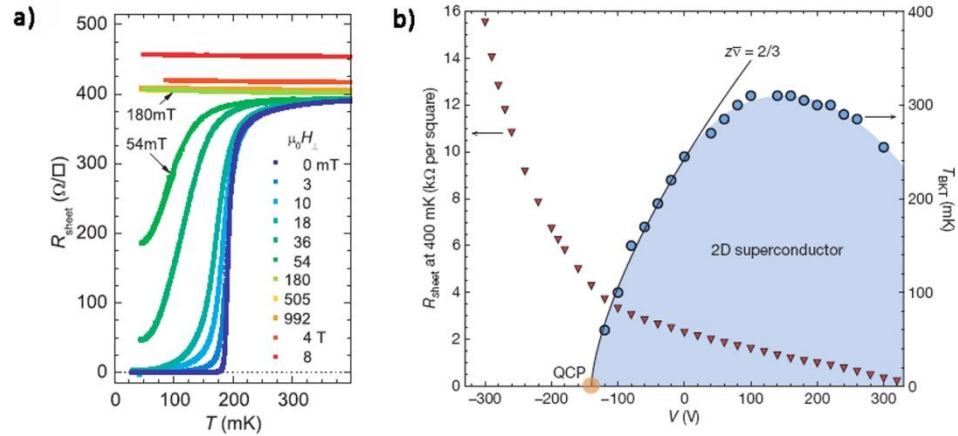 a)
R_sheet (Ω/□)
500
400
300
200
100
0
180mT
54mT
μ₀H⊥
0 mT
3
10
18
36
54
180
505
992
4 T
8
0 100 200 300
T (mK)
b)
R_sheet at 400 mK (kΩ per square)
16
14
12
10
8
6
4
2
0
zν̅ = 2/3
2D superconductor
QCP
400
300
200
100
0
T_BKT (mK)
−300 −200 −100 0 100 200 300
V (V)